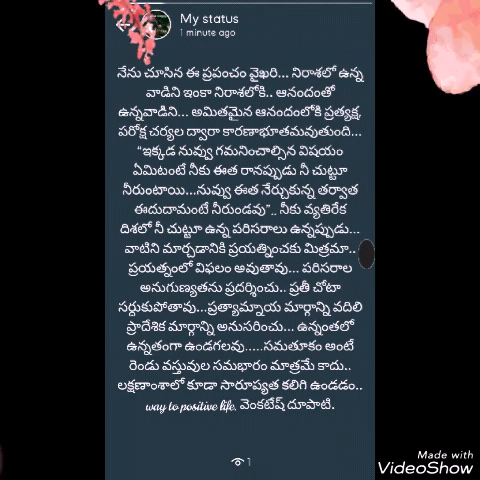 My status
1 minute ago
నేను చూసిన ఈ ప్రపంచం వైఖరి... నిరాశలో ఉన్న
వాడిని ఇంకా నిరాశలోకి.. ఆనందంతో
ఉన్నవాడిని... అమితమైన ఆనందంలోకి ప్రత్యక్ష,
పరోక్ష చర్యల ద్వారా కారణాభూతమవుతుంది...
“ఇక్కడ నువ్వు గమనించాల్సిన విషయం
ఏమిటంటే నీకు ఈత రానప్పుడు నీ చుట్టూ
నీరుంటాయి...నువ్వు ఈత నేర్చుకున్న తర్వాత
ఈదుదామంటే నీరుండవు”.. నీకు వ్యతిరేక
దిశలో నీ చుట్టూ ఉన్న పరిసరాలు ఉన్నప్పుడు...
వాటిని మార్చడానికి ప్రయత్నించకు మిత్రమా..
ప్రయత్నంలో విఫలం అవుతావు... పరిసరాల
అనుగుణ్యతను ప్రదర్శించు.. ప్రతీ చోటా
సర్దుకుపోతావు...ప్రత్యామ్నాయ మార్గాన్ని వదిలి
ప్రాదేశిక మార్గాన్ని అనుసరించు... ఉన్నంతలో
ఉన్నతంగా ఉండగలవు.....సమతూకం అంటే
రెండు వస్తువుల సమభారం మాత్రమే కాదు..
లక్షణాంశాలో కూడా సారూప్యత కలిగి ఉండడం..
way to positive life, వెంకటేష్ దూపాటి.
1
Made with
VideoShow